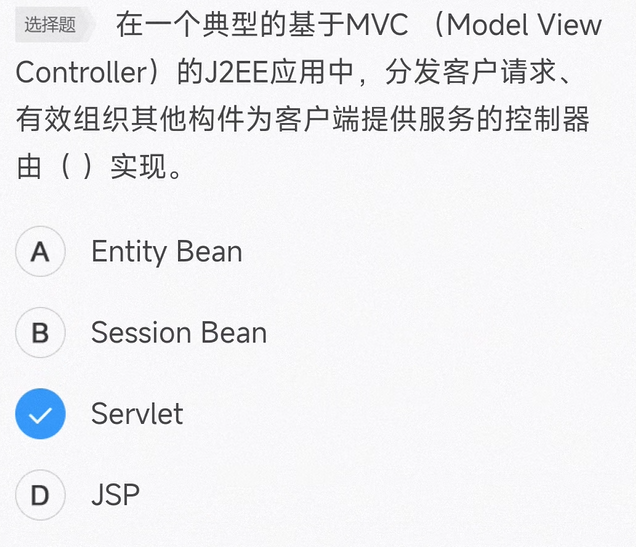 选择题 在一个典型的基于MVC （Model View
Controller）的J2EE应用中，分发客户请求、
有效组织其他构件为客户端提供服务的控制器
由（ ）实现。
A Entity Bean
B Session Bean
Servlet
D JSP